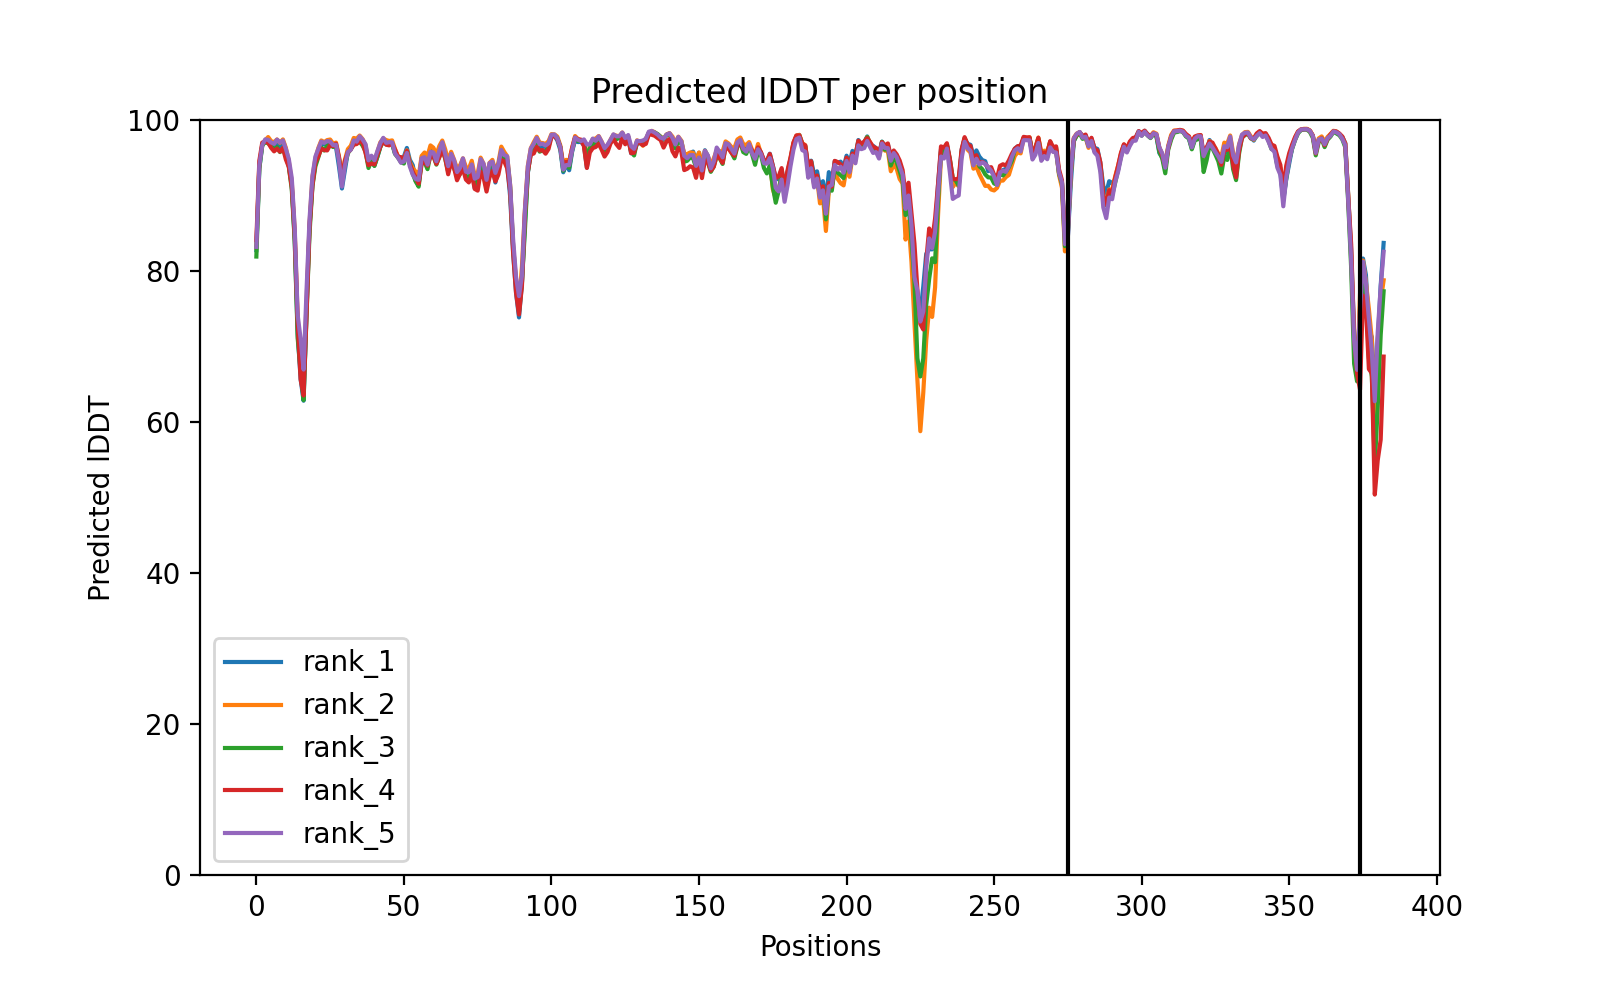 Predicted lDDT per position
100
80
60
40
20
0
Predicted lDDT
rank_1
rank_2
rank_3
rank_4
rank_5
0 50 100 150 200 250 300 350 400
Positions